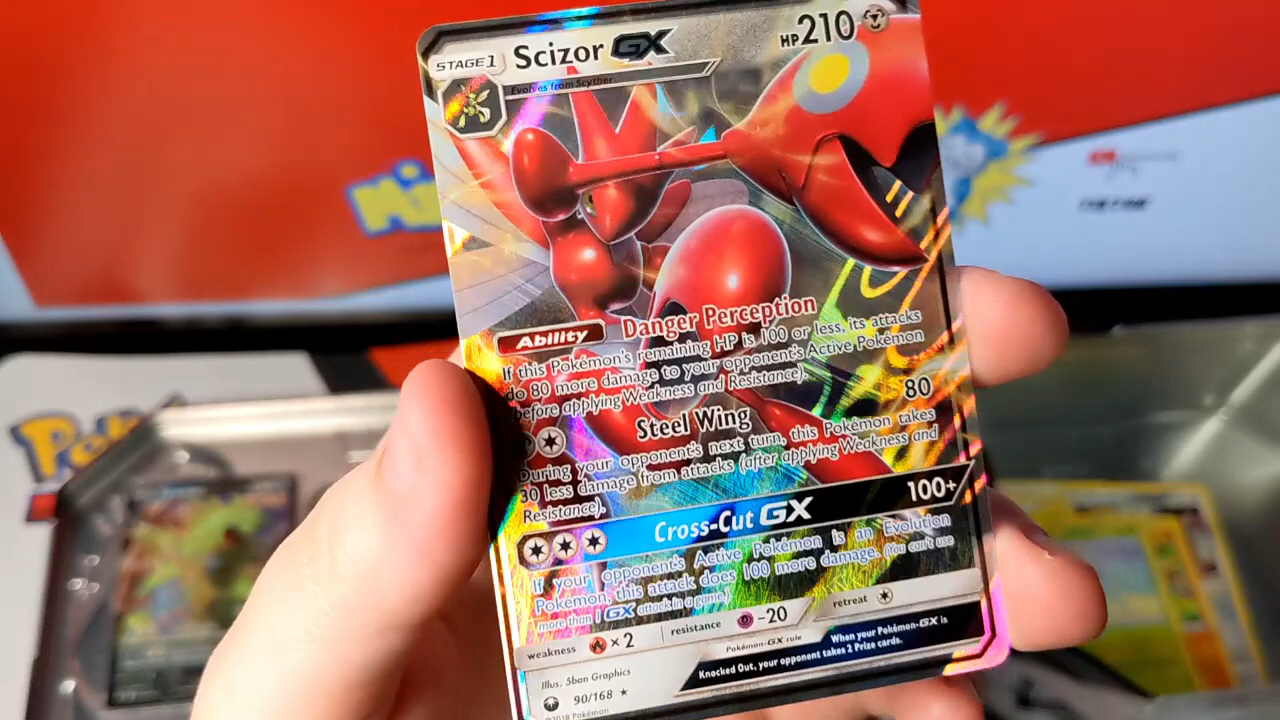 STAGE1 Scizor GX HP210
Evolves from Scyther
Ability Danger Perception
If this Pokémon's remaining HP is 100 or less, its attacks
do 80 more damage to your opponent's Active Pokémon
before applying Weakness and Resistance).
Steel Wing 80
During your opponent's next turn, this Pokémon takes
30 less damage from attacks (after applying Weakness and
Resistance).
Cross-Cut GX 100+
If your opponent's Active Pokémon is an Evolution
Pokémon, this attack does 100 more damage. (You can't use
more than 1 GX attack in a game.)
weakness × 2 resistance -20 retreat
Pokémon-GX rule When your Pokémon-GX is
Knocked Out, your opponent takes 2 Prize cards.
Illus. 5ban Graphics
90/168
©2018 Pokémon